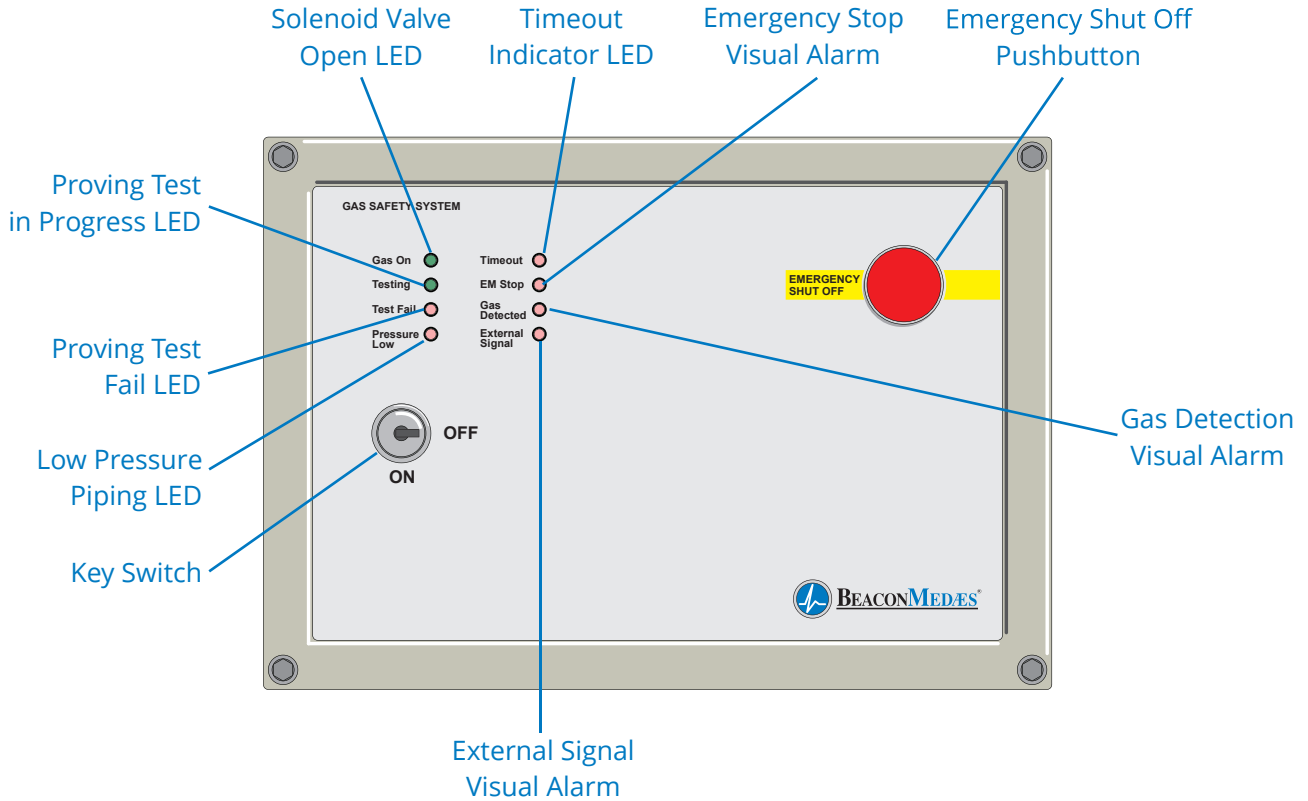 Solenoid Valve
Open LED
Timeout
Indicator LED
Emergency Stop
Visual Alarm
Emergency Shut Off
Pushbutton
Proving Test
in Progress LED
GAS SAFETY SYSTEM
Gas On
Timeout
Testing
EM Stop
Test Fail
Gas
Detected
Pressure
Low
External
Signal
EMERGENCY
SHUT OFF
Proving Test
Fail LED
Low Pressure
Piping LED
Key Switch
OFF
ON
Gas Detection
Visual Alarm
BEACONMEDÆS®
External Signal
Visual Alarm